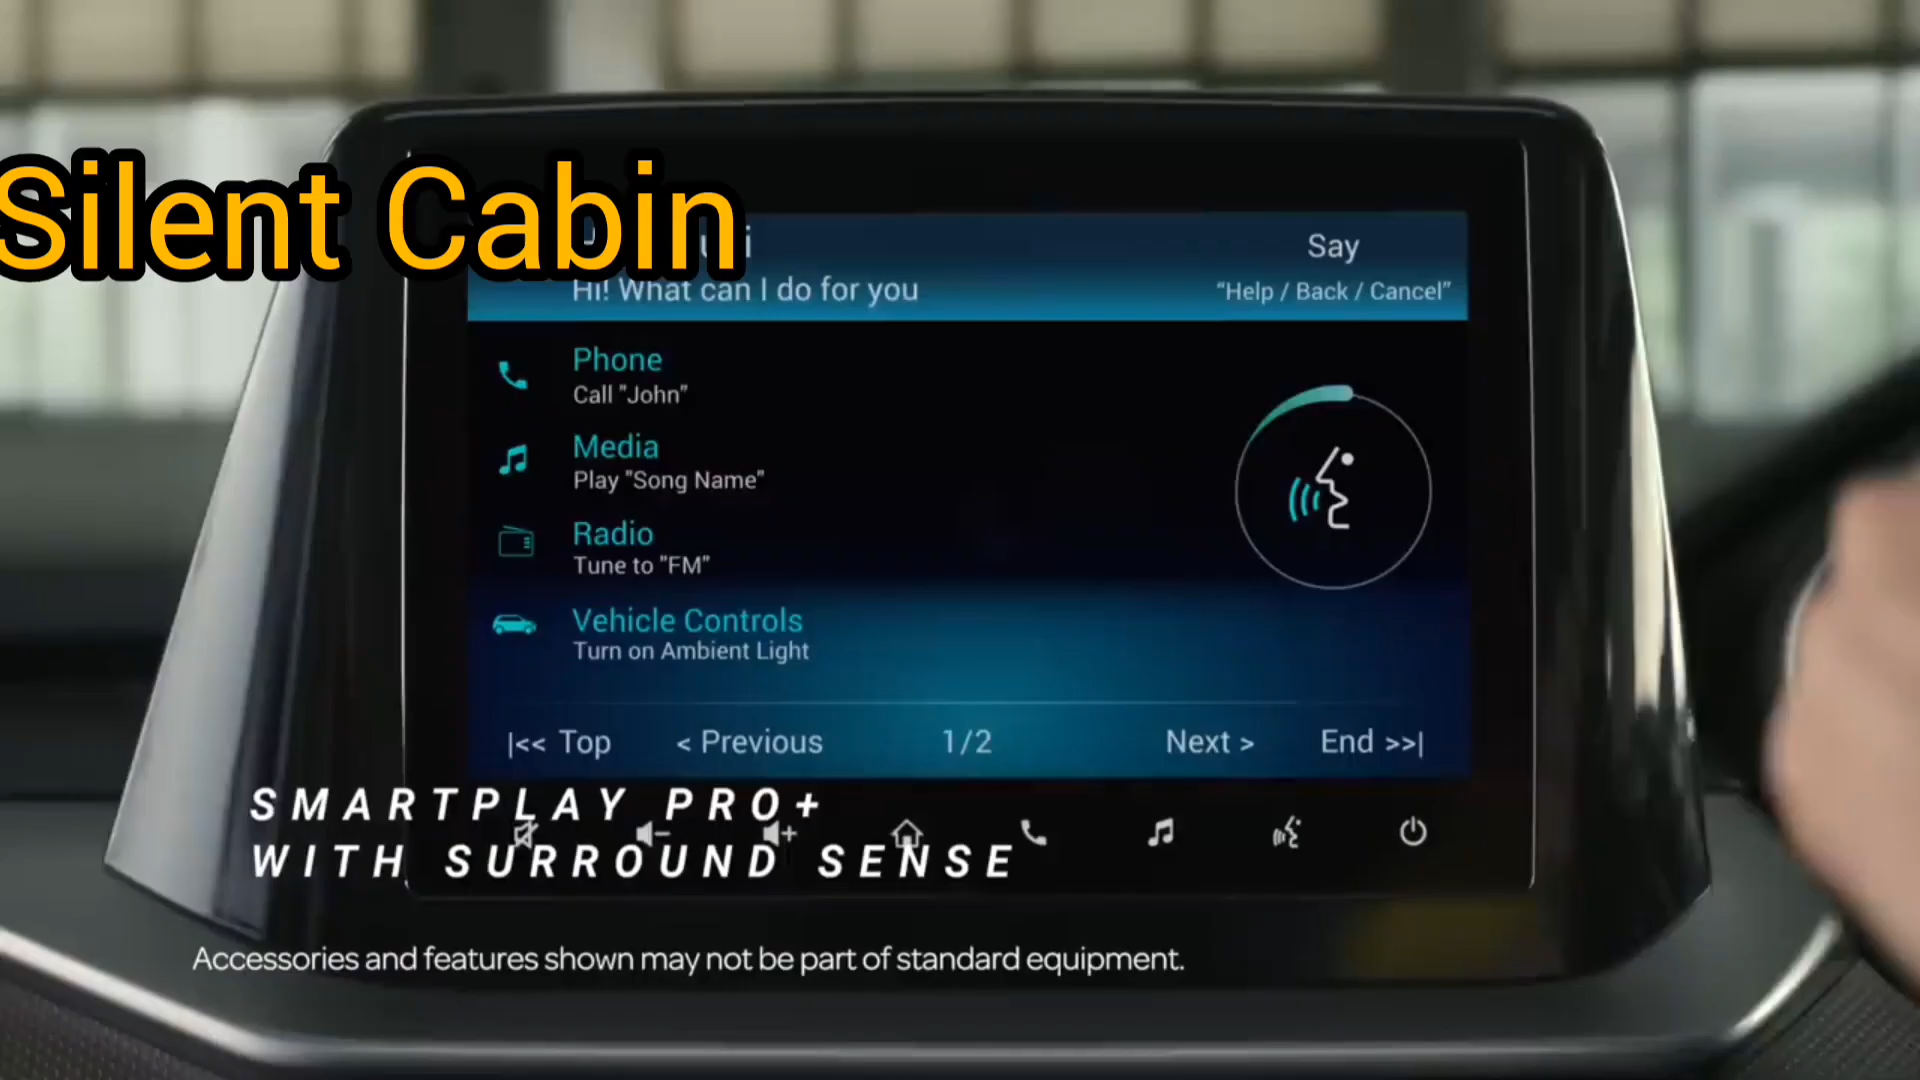 Silent Cabin
Say
Hi! What can I do for you
“Help / Back / Cancel”
Phone
Call "John"
Media
Play "Song Name"
Radio
Tune to "FM"
Vehicle Controls
Turn on Ambient Light
|<< Top
< Previous
1/2
Next >
End >>|
SMARTPLAY PRO+
WITH SURROUND SENSE
Accessories and features shown may not be part of standard equipment.